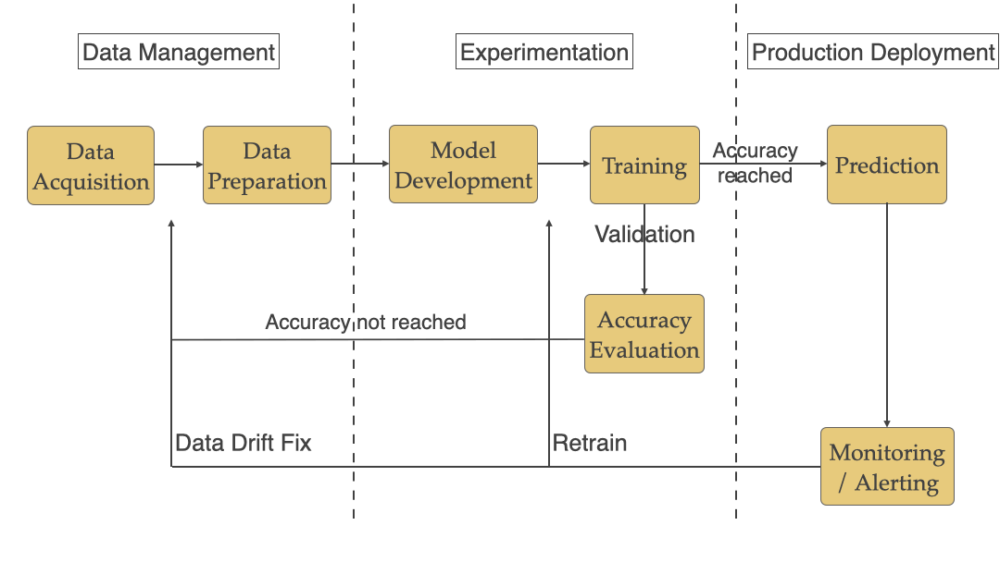 Data Management
Experimentation
Production Deployment
Data
Acquisition
Data
Preparation
Model
Development
Training
Accuracy
reached
Prediction
Validation
Accuracy not reached
Accuracy
Evaluation
Data Drift Fix
Retrain
Monitoring
/ Alerting